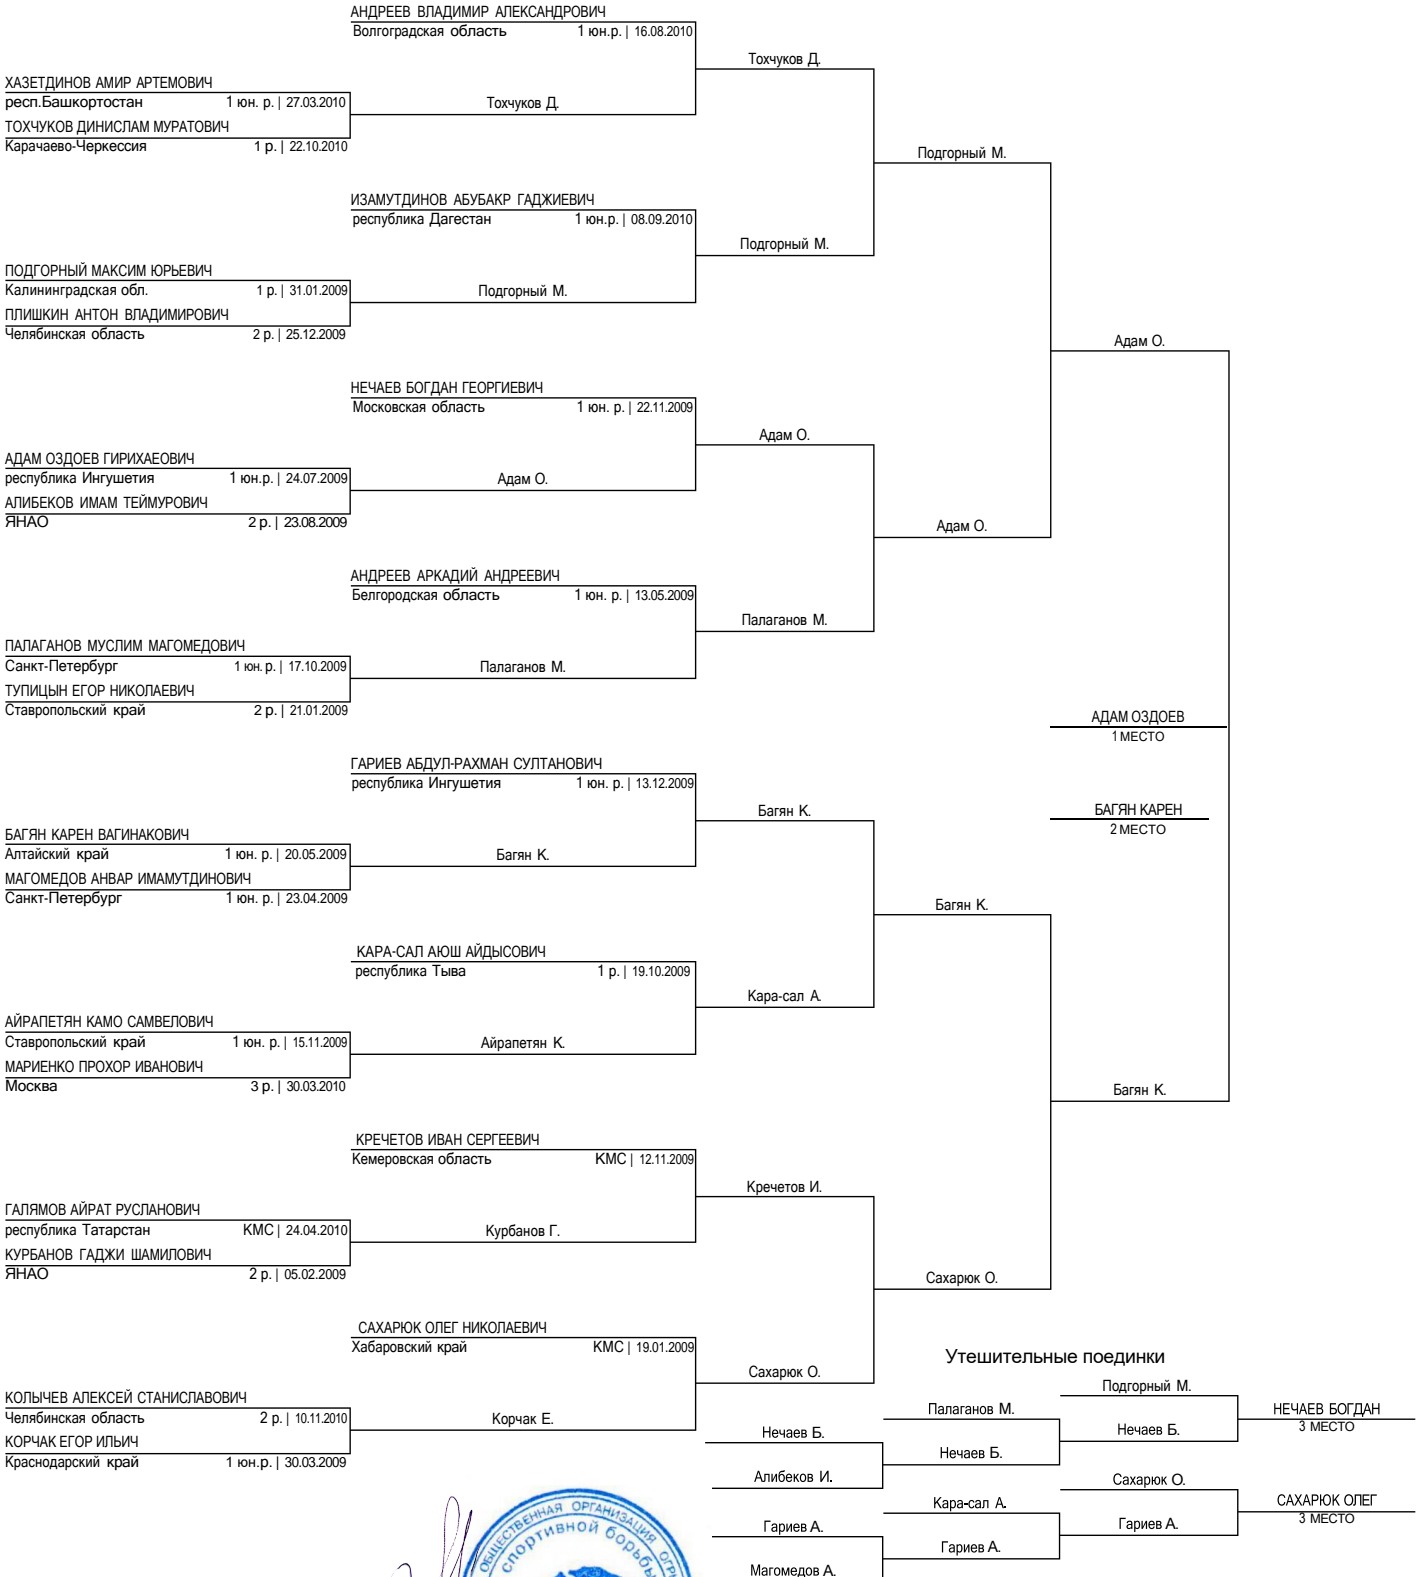 АНДРЕЕВ ВЛАДИМИР АЛЕКСАНДРОВИЧ
Волгоградская область 1 юн.р. | 16.08.2010
Тохчуков Д.
ХАЗЕТДИНОВ АМИР АРТЕМОВИЧ
респ.Башкортостан 1 юн. р. | 27.03.2010
Тохчуков Д.
ТОХЧУКОВ ДИНИСЛАМ МУРАТОВИЧ
Карачаево-Черкессия 1 р. | 22.10.2010
Подгорный М.
ИЗАМУТДИНОВ АБУБАКР ГАДЖИЕВИЧ
республика Дагестан 1 юн.р. | 08.09.2010
Подгорный М.
ПОДГОРНЫЙ МАКСИМ ЮРЬЕВИЧ
Калининградская обл. 1 р. | 31.01.2009
Подгорный М.
ПЛИШКИН АНТОН ВЛАДИМИРОВИЧ
Челябинская область 2 р. | 25.12.2009
Адам О.
НЕЧАЕВ БОГДАН ГЕОРГИЕВИЧ
Московская область 1 юн. р. | 22.11.2009
Адам О.
АДАМ ОЗДОЕВ ГИРИХАЕОВИЧ
республика Ингушетия 1 юн.р. | 24.07.2009
Адам О.
АЛИБЕКОВ ИМАМ ТЕЙМУРОВИЧ
ЯНАО 2 р. | 23.08.2009
Адам О.
АНДРЕЕВ АРКАДИЙ АНДРЕЕВИЧ
Белгородская область 1 юн. р. | 13.05.2009
Палаганов М.
ПАЛАГАНОВ МУСЛИМ МАГОМЕДОВИЧ
Санкт-Петербург 1 юн. р. | 17.10.2009
Палаганов М.
ТУПИЦЫН ЕГОР НИКОЛАЕВИЧ
Ставропольский край 2 р. | 21.01.2009
АДАМ ОЗДОЕВ
1 МЕСТО
ГАРИЕВ АБДУЛ-РАХМАН СУЛТАНОВИЧ
республика Ингушетия 1 юн. р. | 13.12.2009
Багян К.
БАГЯН КАРЕН
2 МЕСТО
БАГЯН КАРЕН ВАГИНАКОВИЧ
Алтайский край 1 юн. р. | 20.05.2009
Багян К.
МАГОМЕДОВ АНВАР ИМАМУТДИНОВИЧ
Санкт-Петербург 1 юн. р. | 23.04.2009
Багян К.
КАРА-САЛ АЮШ АЙДЫСОВИЧ
республика Тыва 1 р. | 19.10.2009
Кара-сал А.
АЙРАПЕТЯН КАМО САМВЕЛОВИЧ
Ставропольский край 1 юн. р. | 15.11.2009
Айрапетян К.
МАРИЕНКО ПРОХОР ИВАНОВИЧ
Москва 3 р. | 30.03.2010
Багян К.
КРЕЧЕТОВ ИВАН СЕРГЕЕВИЧ
Кемеровская область КМС | 12.11.2009
Кречетов И.
ГАЛЯМОВ АЙРАТ РУСЛАНОВИЧ
республика Татарстан КМС | 24.04.2010
Курбанов Г.
КУРБАНОВ ГАДЖИ ШАМИЛОВИЧ
ЯНАО 2 р. | 05.02.2009
Сахарюк О.
САХАРЮК ОЛЕГ НИКОЛАЕВИЧ
Хабаровский край КМС | 19.01.2009
Сахарюк О.
КОЛЫЧЕВ АЛЕКСЕЙ СТАНИСЛАВОВИЧ
Челябинская область 2 р. | 10.11.2010
Корчак Е.
КОРЧАК ЕГОР ИЛЬИЧ
Краснодарский край 1 юн.р. | 30.03.2009
Утешительные поединки
Подгорный М.
Палаганов М.
НЕЧАЕВ БОГДАН
3 МЕСТО
Нечаев Б.
Нечаев Б.
Нечаев Б.
Алибеков И.
Сахарюк О.
Кара-сал А.
САХАРЮК ОЛЕГ
3 МЕСТО
Гариев А.
Гариев А.
Гариев А.
Магомедов А.
ОБЩЕСТВЕННАЯ ОРГАНИЗАЦИЯ
спортивной борьбы